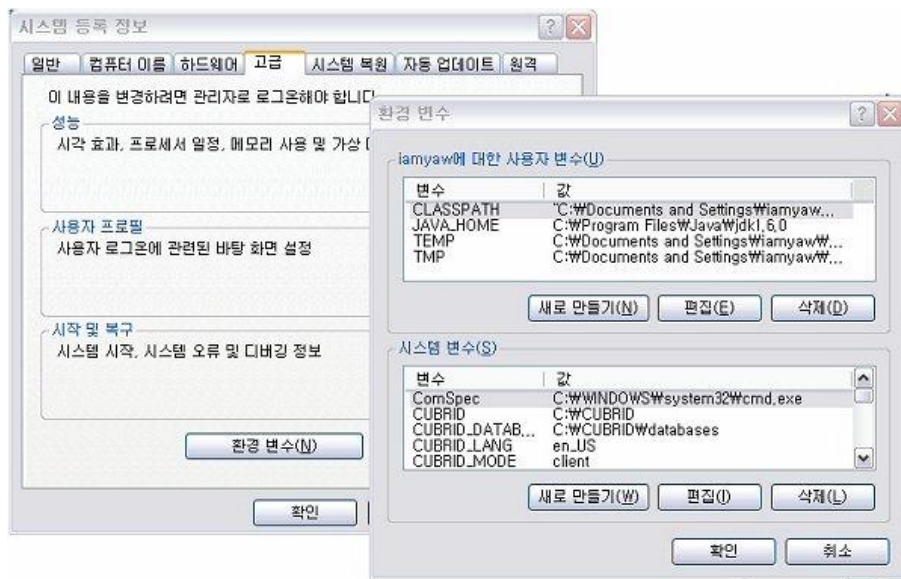 시스템 등록 정보
일반 컴퓨터 이름 하드웨어 고급 시스템 복원 자동 업데이트 원격
이 내용을 변경하려면 관리자로 로그온해야 합니다
성능
시각 효과, 프로세서 일정, 메모리 사용 및 가상
사용자 프로필
사용자 로그온에 관련된 바탕 화면 설정
시작 및 복구
시스템 시작, 시스템 오류 및 디버깅 정보
환경 변수(N)
확인
환경 변수
iamyaw에 대한 사용자 변수(U)
변수 값
CLASSPATH "C:₩Documents and Settings₩iamyaw...
JAVA_HOME C:₩Program Files₩Java₩jdk1.6.0
TEMP C:₩Documents and Settings₩iamyaw₩...
TMP C:₩Documents and Settings₩iamyaw₩...
새로 만들기(N) 편집(E) 삭제(D)
시스템 변수(S)
변수 값
ComSpec C:₩WINDOWS₩system32₩cmd.exe
CUBRID C:₩CUBRID
CUBRID_DATAB... C:₩CUBRID₩databases
CUBRID_LANG en_US
CUBRID_MODE client
새로 만들기(W) 편집(I) 삭제(L)
확인 취소